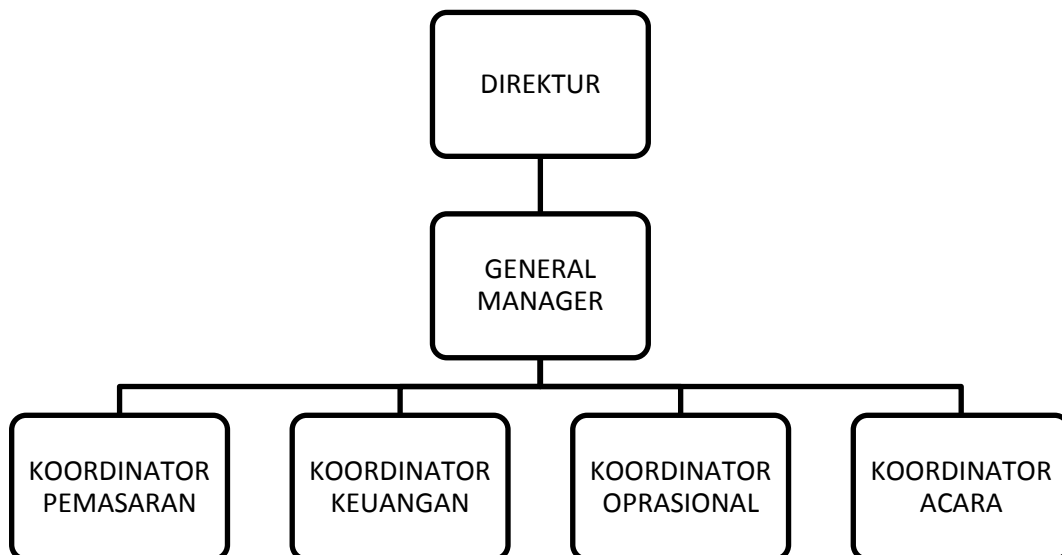 DIREKTUR
GENERAL
MANAGER
KOORDINATOR
PEMASARAN
KOORDINATOR
KEUANGAN
KOORDINATOR
OPRASIONAL
KOORDINATOR
ACARA